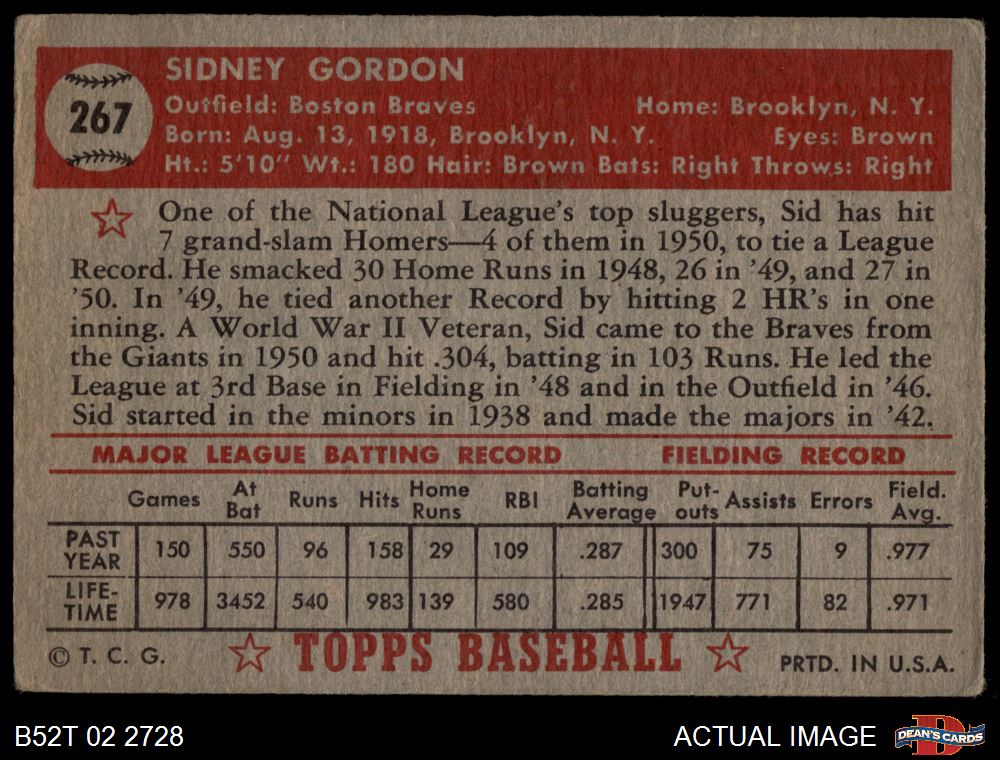 267
SIDNEY GORDON
Outfield: Boston Braves Home: Brooklyn, N. Y.
Born: Aug. 13, 1918, Brooklyn, N. Y. Eyes: Brown
Ht.: 5'10" Wt.: 180 Hair: Brown Bats: Right Throws: Right
One of the National League's top sluggers, Sid has hit
7 grand-slam Homers—4 of them in 1950, to tie a League
Record. He smacked 30 Home Runs in 1948, 26 in '49, and 27 in
'50. In '49, he tied another Record by hitting 2 HR's in one
inning. A World War II Veteran, Sid came to the Braves from
the Giants in 1950 and hit .304, batting in 103 Runs. He led the
League at 3rd Base in Fielding in '48 and in the Outfield in '46.
Sid started in the minors in 1938 and made the majors in '42.
MAJOR LEAGUE BATTING RECORD FIELDING RECORD
Games At Bat Runs Hits Home Runs RBI Batting Average Put-outs Assists Errors Field. Avg.
PAST YEAR 150 550 96 158 29 109 .287 300 75 9 .977
LIFE-TIME 978 3452 540 983 139 580 .285 1947 771 82 .971
© T. C. G. TOPPS BASEBALL PRTD. IN U.S.A.
B52T 02 2728 ACTUAL IMAGE D DEAN'S CARDS